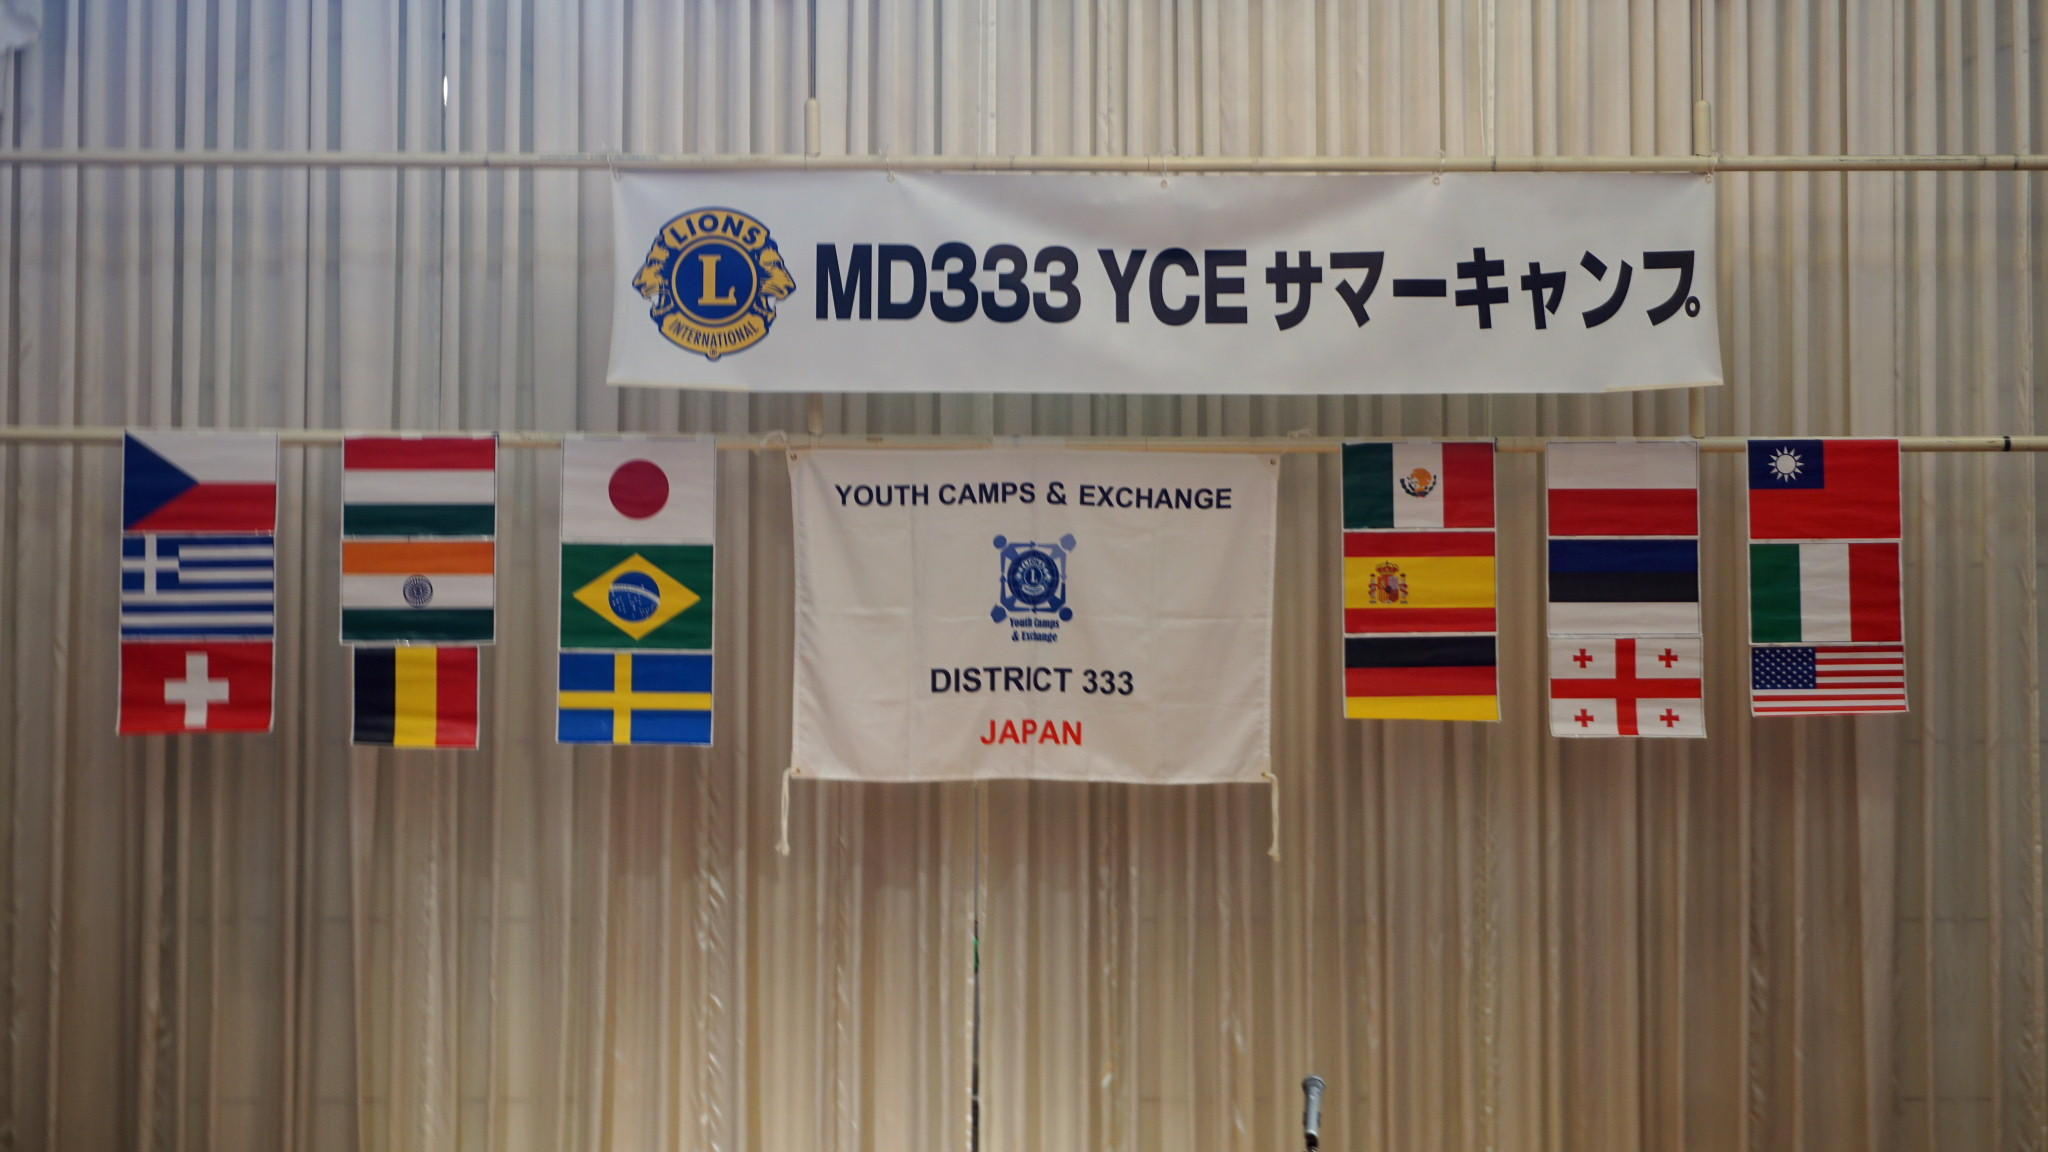 LIONS
L
INTERNATIONAL
MD333 YCE サマーキャンプ
YOUTH CAMPS & EXCHANGE
L
Youth Camps
& Exchange
DISTRICT 333
JAPAN